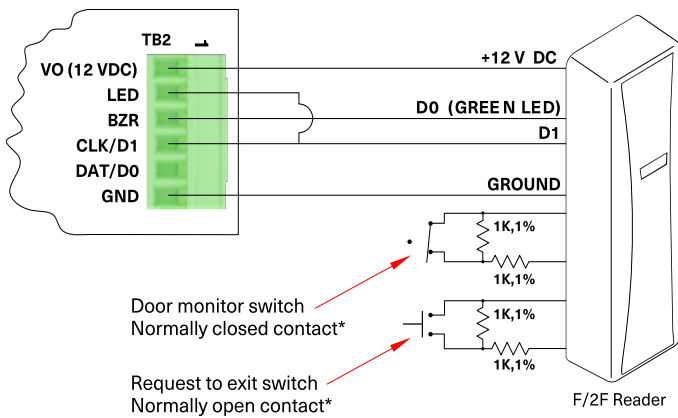 TB2
1
VO (12 VDC)
LED
BZR
CLK/D1
DAT/D0
GND
+12 V DC
D0 (GREEN LED)
D1
GROUND
1K,1%
1K,1%
1K,1%
1K,1%
Door monitor switch
Normally closed contact*
Request to exit switch
Normally open contact*
F/2F Reader